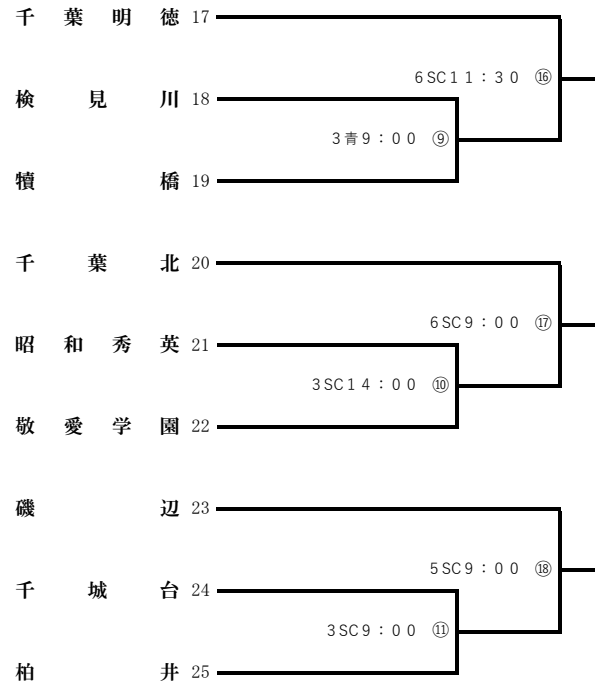 千葉明徳 17
6SC11：30 ⑯
検見川 18
3青9：00 ⑨
犢橋 19
千葉北 20
6SC9：00 ⑰
昭和秀英 21
3SC14：00 ⑩
敬愛学園 22
磯辺 23
5SC9：00 ⑱
千城台 24
3SC9：00 ⑪
柏井 25